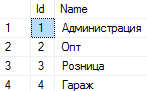 Id Name
1 1 Администрация
2 2 Опт
3 3 Розница
4 4 Гараж